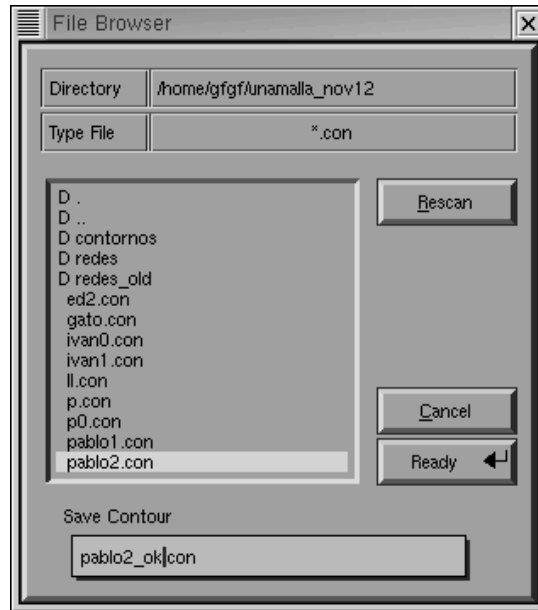 File Browser
Directory /home/gfgf/unamalla_nov12
Type File *.con
D .
D ..
D contornos
D redes
D redes_old
ed2.con
gato.con
ivan0.con
ivan1.con
ll.con
p.con
p0.con
pablo1.con
pablo2.con
Rescan
Cancel
Ready
Save Contour
pablo2_ok.con